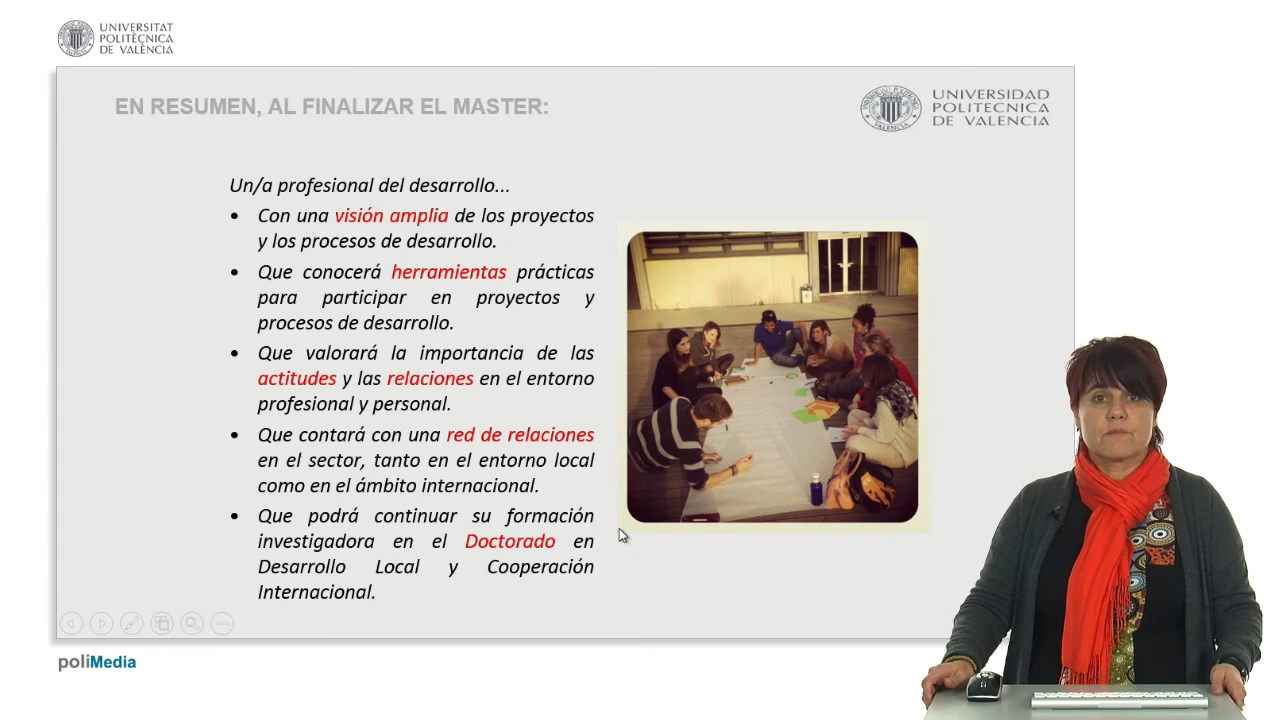 UNIVERSITAT
POLITÈCNICA
DE VALÈNCIA
EN RESUMEN, AL FINALIZAR EL MASTER:
UNIVERSIDAD
POLITECNICA
DE VALENCIA
Un/a profesional del desarrollo...
• Con una visión amplia de los proyectos
y los procesos de desarrollo.
• Que conocerá herramientas prácticas
para participar en proyectos y
procesos de desarrollo.
• Que valorará la importancia de las
actitudes y las relaciones en el entorno
profesional y personal.
• Que contará con una red de relaciones
en el sector, tanto en el entorno local
como en el ámbito internacional.
• Que podrá continuar su formación
investigadora en el Doctorado en
Desarrollo Local y Cooperación
Internacional.
poliMedia